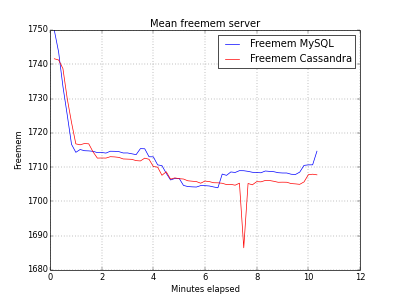 Mean freemem server
1750
1740
1730
1720
1710
1700
1690
1680
Freemem
Freemem MySQL
Freemem Cassandra
0 2 4 6 8 10 12
Minutes elapsed